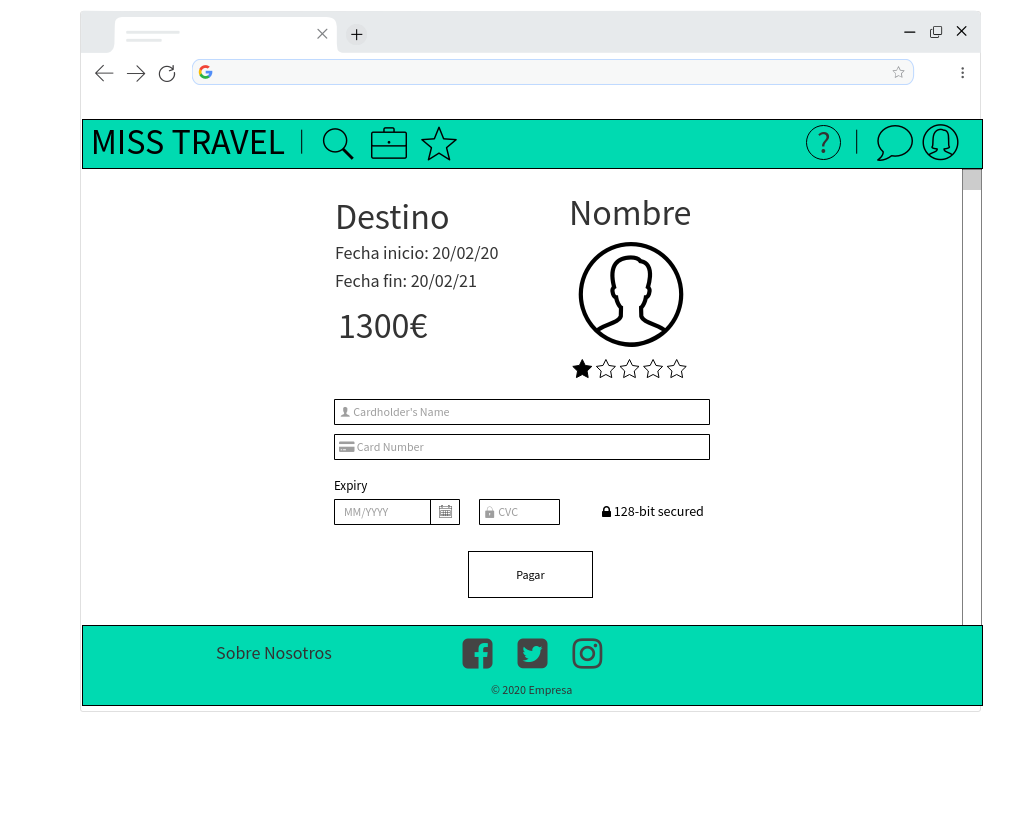 MISS TRAVEL
?
Destino
Nombre
Fecha inicio: 20/02/20
Fecha fin: 20/02/21
1300€
Cardholder's Name
Card Number
Expiry
MM/YYYY
CVC
128-bit secured
Pagar
Sobre Nosotros
© 2020 Empresa